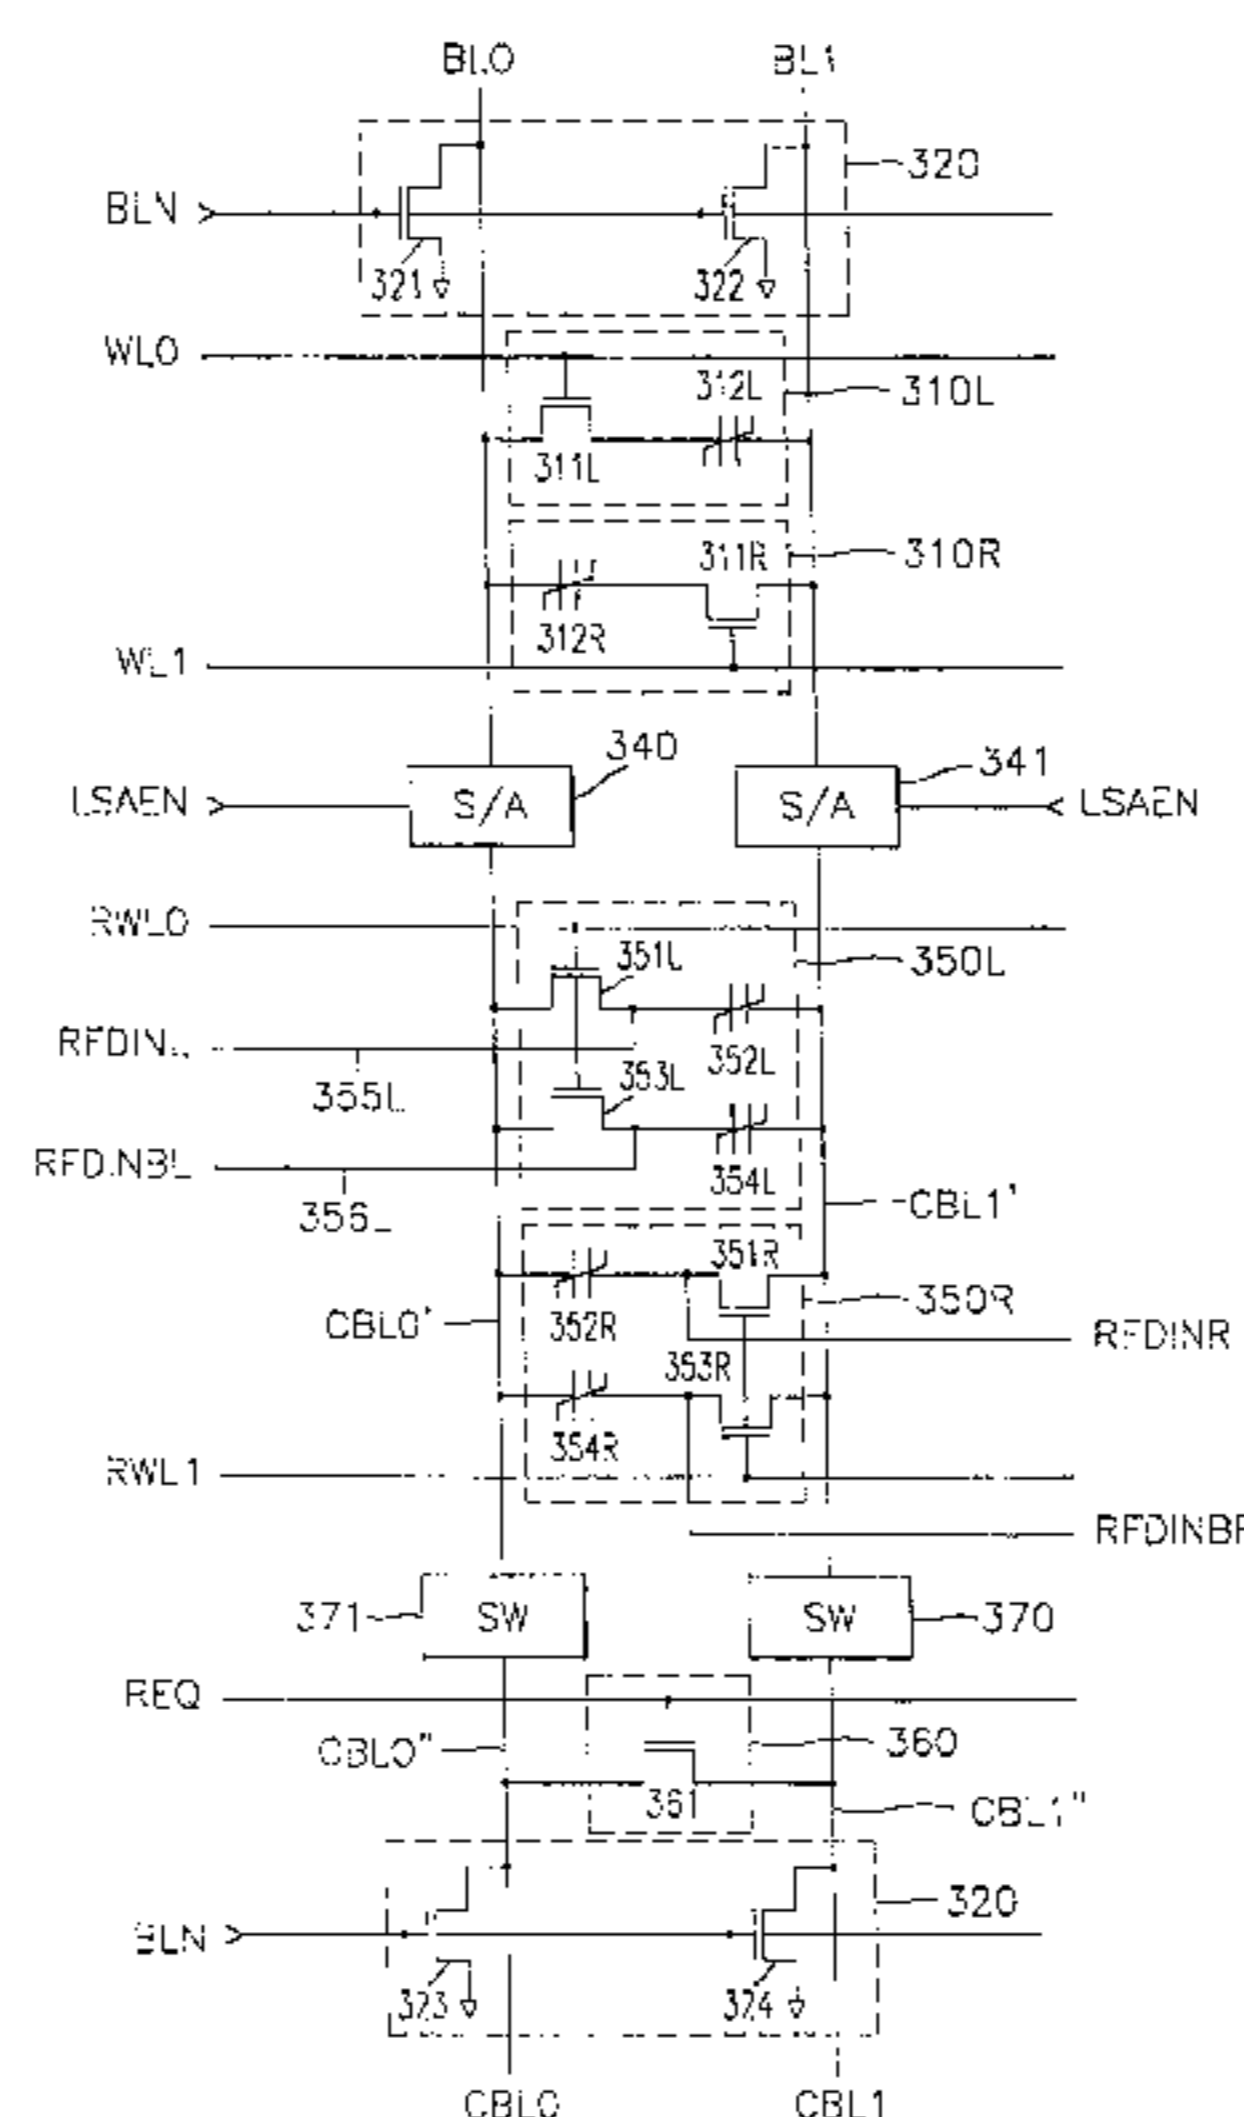 BL0 BL1
320
BLN
321 322
WL0
312L
310L
311L
311R
310R
312R
WL1
340
341
LSAEN S/A S/A LSAEN
RWL0
351L
350L
352L
355L
353L
354L
356L
CBL1'
351R
350R
CBL0'
352R
RFDINR
353R
354R
RWL1
371 SW SW 370
REQ
CBL0"
360
361
CBL1"
320
BLN
323 324
CBL0 CBL1